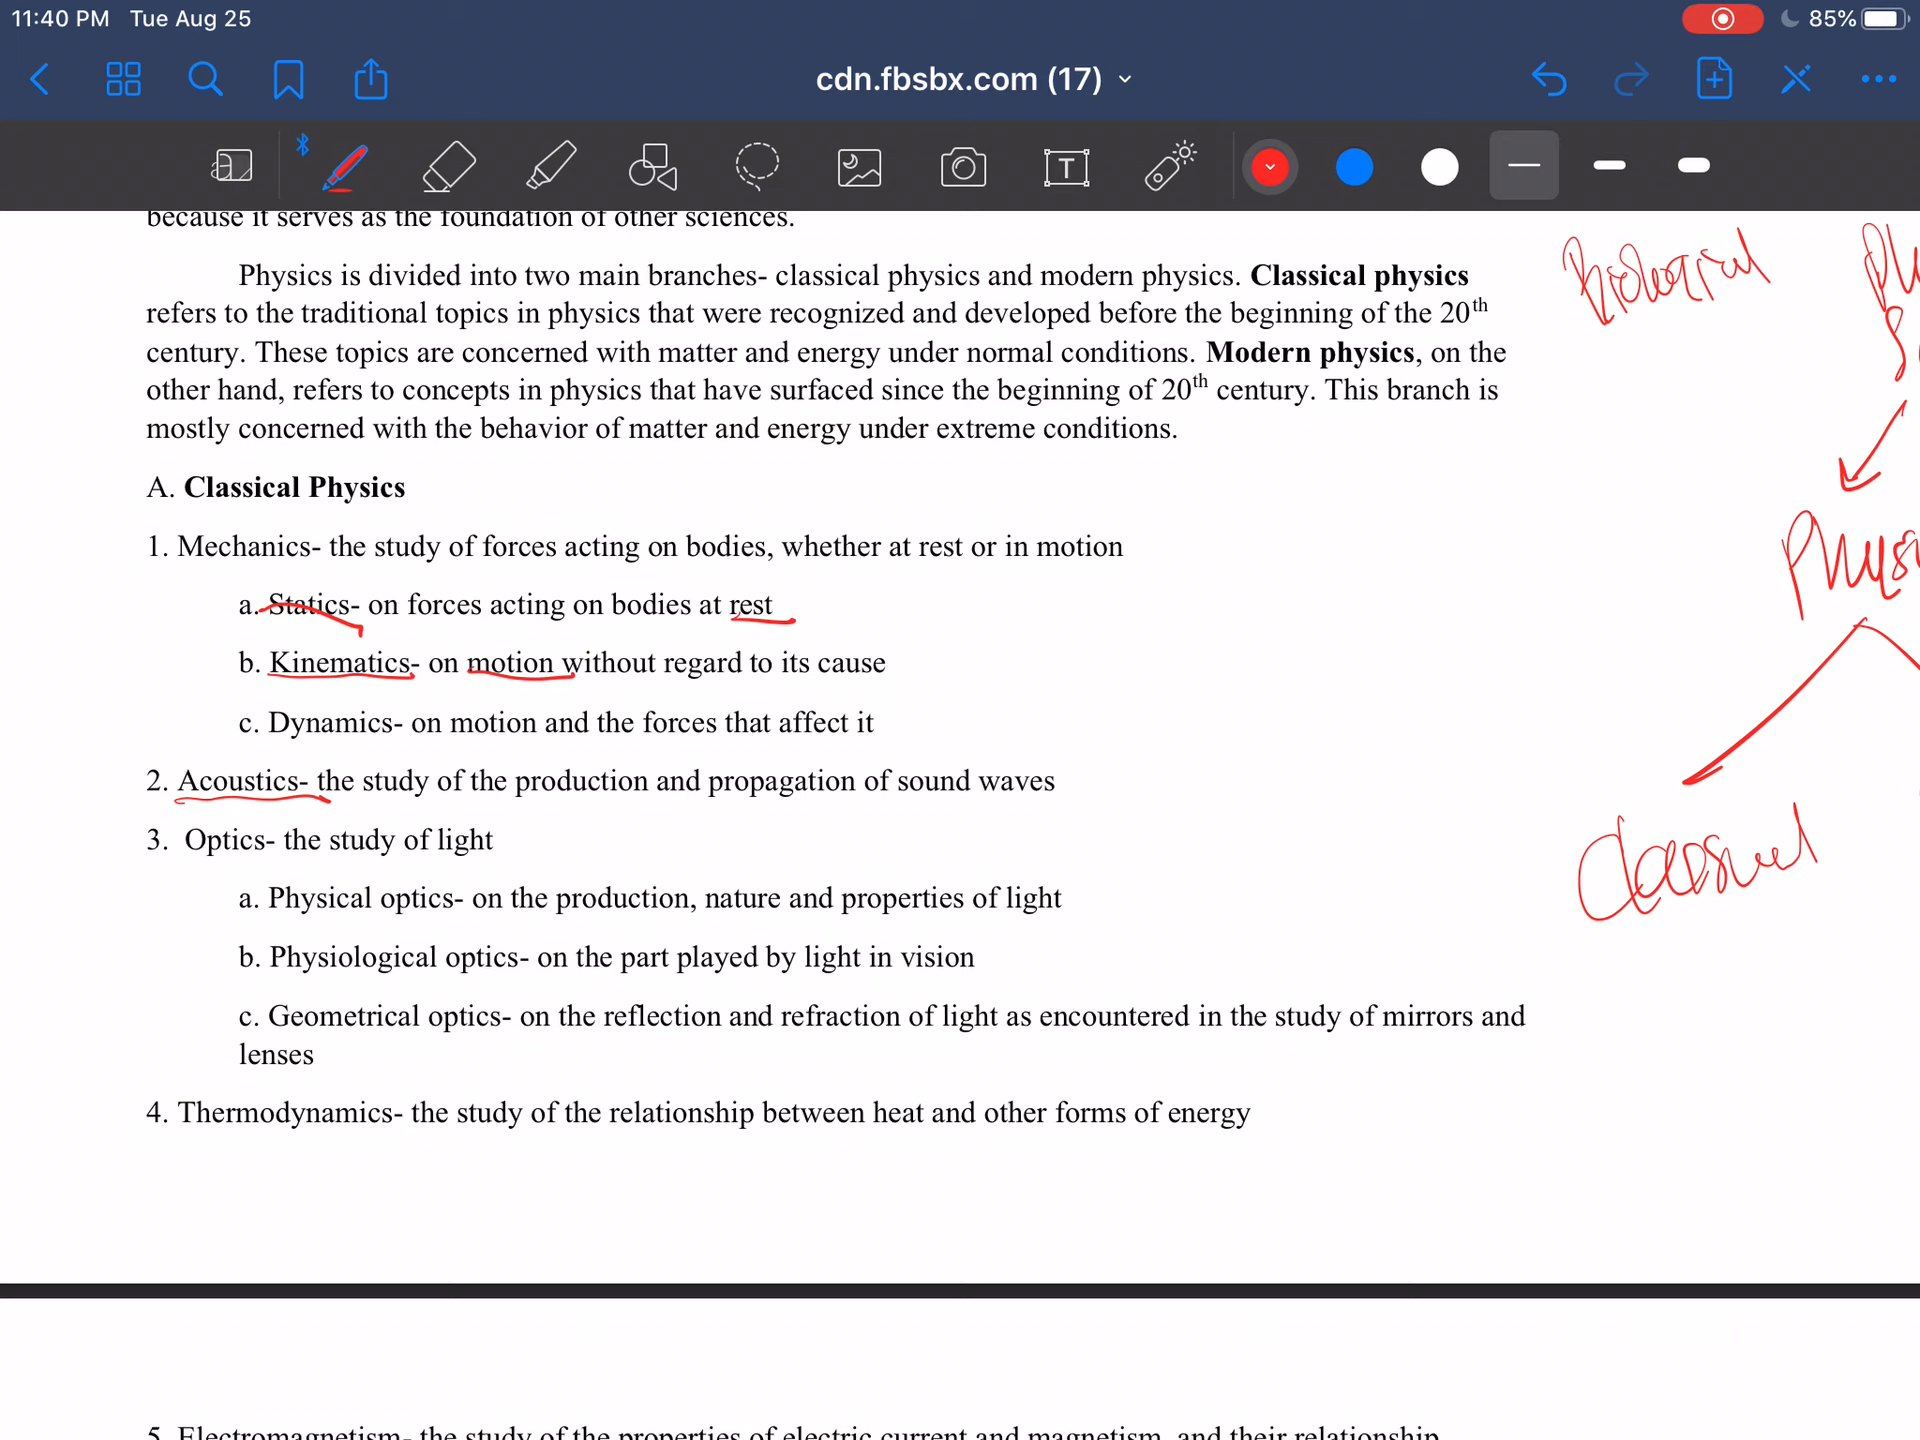 11:40 PM Tue Aug 25
85%
cdn.fbsbx.com (17)
T
because it serves as the foundation of other sciences.
Physics is divided into two main branches- classical physics and modern physics. Classical physics
refers to the traditional topics in physics that were recognized and developed before the beginning of the 20th
century. These topics are concerned with matter and energy under normal conditions. Modern physics, on the
other hand, refers to concepts in physics that have surfaced since the beginning of 20th century. This branch is
mostly concerned with the behavior of matter and energy under extreme conditions.
Biological
A. Classical Physics
1. Mechanics- the study of forces acting on bodies, whether at rest or in motion
a. Statics- on forces acting on bodies at rest
b. Kinematics- on motion without regard to its cause
c. Dynamics- on motion and the forces that affect it
2. Acoustics- the study of the production and propagation of sound waves
3. Optics- the study of light
a. Physical optics- on the production, nature and properties of light
b. Physiological optics- on the part played by light in vision
c. Geometrical optics- on the reflection and refraction of light as encountered in the study of mirrors and
lenses
4. Thermodynamics- the study of the relationship between heat and other forms of energy
Classical
5. Electromagnetism- the study of the properties of electric current and magnetism, and their relationship